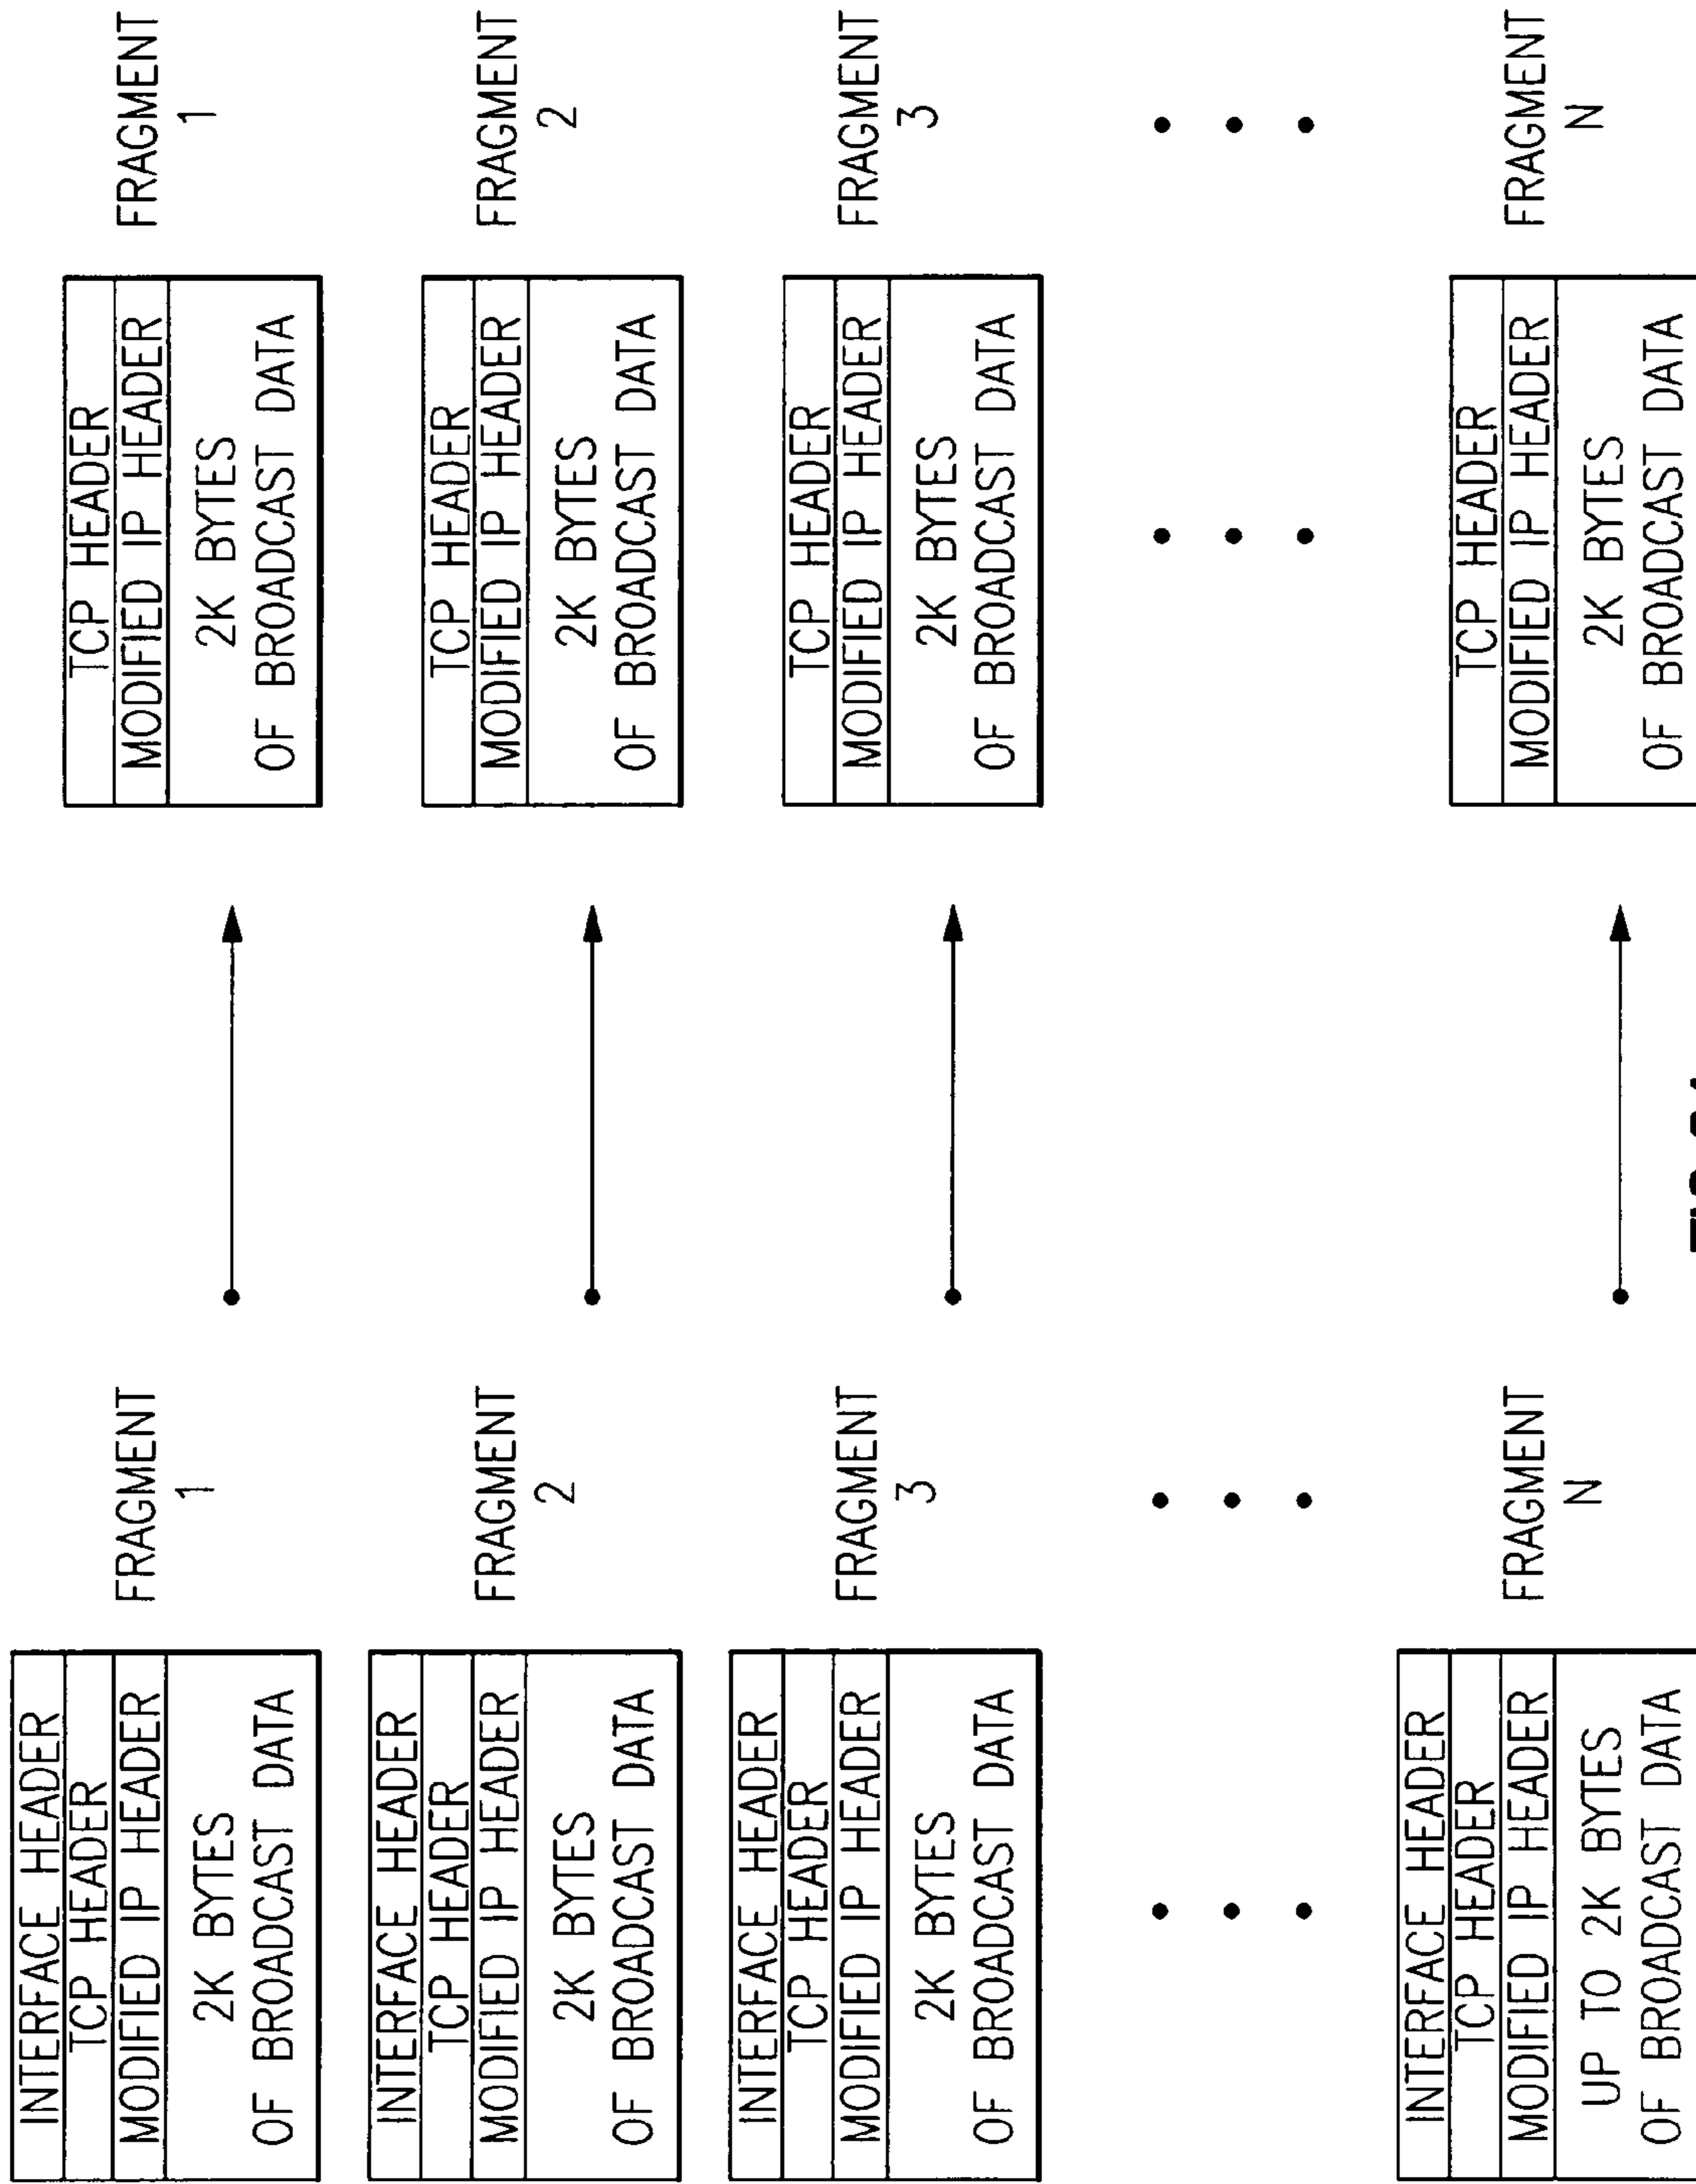 INTERFACE HEADER
TCP HEADER
MODIFIED IP HEADER
2K BYTES
OF BROADCAST DATA
FRAGMENT
1
TCP HEADER
MODIFIED IP HEADER
2K BYTES
OF BROADCAST DATA
FRAGMENT
1
INTERFACE HEADER
TCP HEADER
MODIFIED IP HEADER
2K BYTES
OF BROADCAST DATA
FRAGMENT
2
TCP HEADER
MODIFIED IP HEADER
2K BYTES
OF BROADCAST DATA
FRAGMENT
2
INTERFACE HEADER
TCP HEADER
MODIFIED IP HEADER
2K BYTES
OF BROADCAST DATA
FRAGMENT
3
TCP HEADER
MODIFIED IP HEADER
2K BYTES
OF BROADCAST DATA
FRAGMENT
3
INTERFACE HEADER
TCP HEADER
MODIFIED IP HEADER
UP TO 2K BYTES
OF BROADCAST DATA
FRAGMENT
N
TCP HEADER
MODIFIED IP HEADER
2K BYTES
OF BROADCAST DATA
FRAGMENT
N